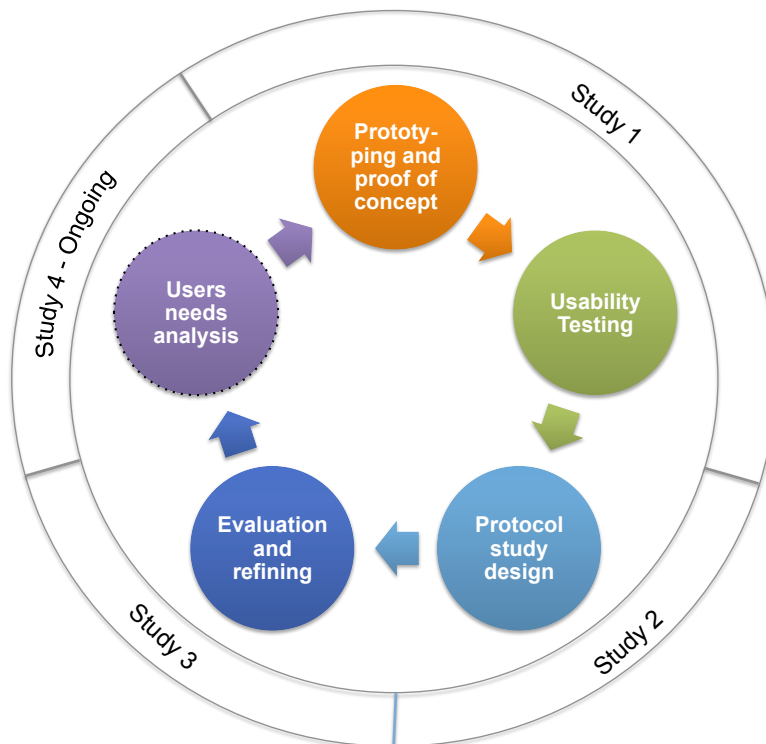 Study 1
Prototy-
ping and
proof of
concept
Usability
Testing
Study 2
Protocol
study
design
Evaluation
and
refining
Study 3
Users
needs
analysis
Study 4 - Ongoing